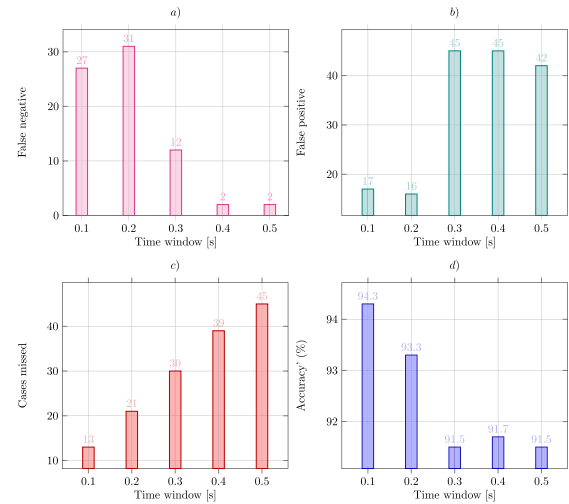 a)
False negative
30
20
10
0
27
31
12
2
2
0.1 0.2 0.3 0.4 0.5
Time window [s]
b)
False positive
40
30
20
17
16
45
45
42
0.1 0.2 0.3 0.4 0.5
Time window [s]
c)
Cases missed
40
30
20
10
13
21
30
39
45
0.1 0.2 0.3 0.4 0.5
Time window [s]
d)
Accuracy' (%)
94
93
92
94.3
93.3
91.5
91.7
91.5
0.1 0.2 0.3 0.4 0.5
Time window [s]